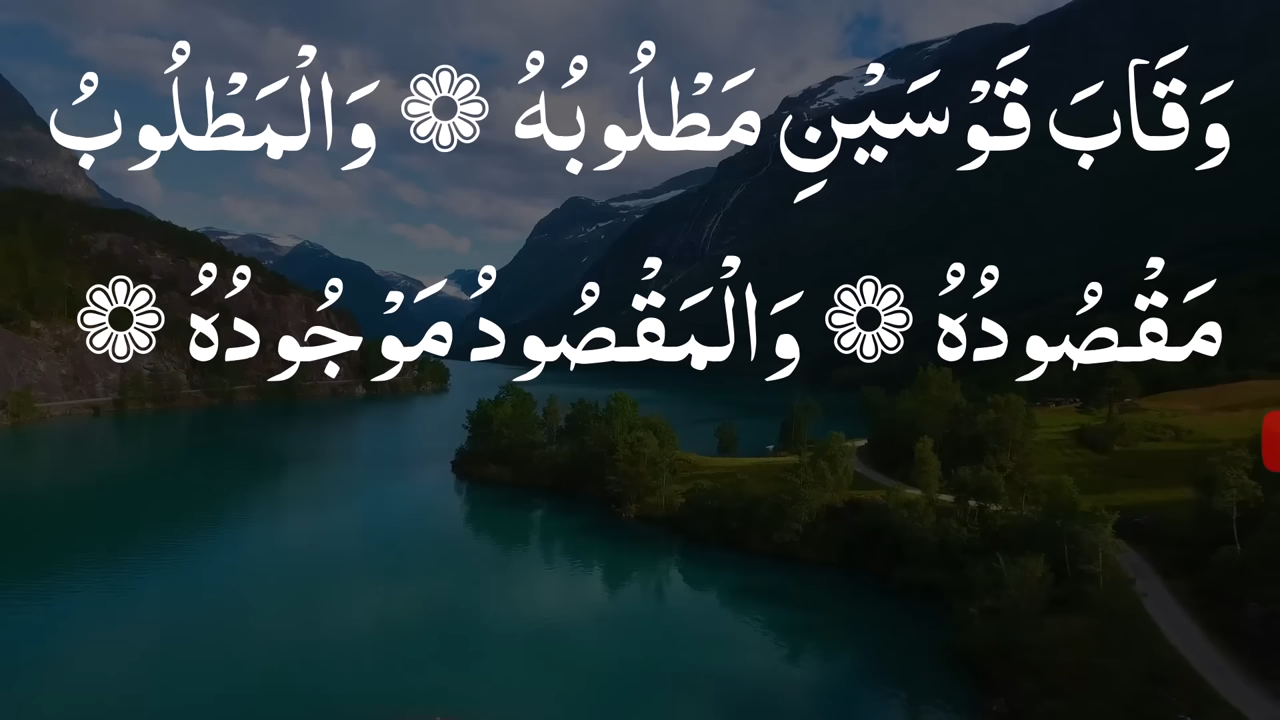 وَقَابَ قَوْسَيْنِ مَطْلُوبُهُ ❁ وَالْمَطْلُوبُ
مَقْصُودُهُ ❁ وَالْمَقْصُودُ مَوْجُودُهُ ❁